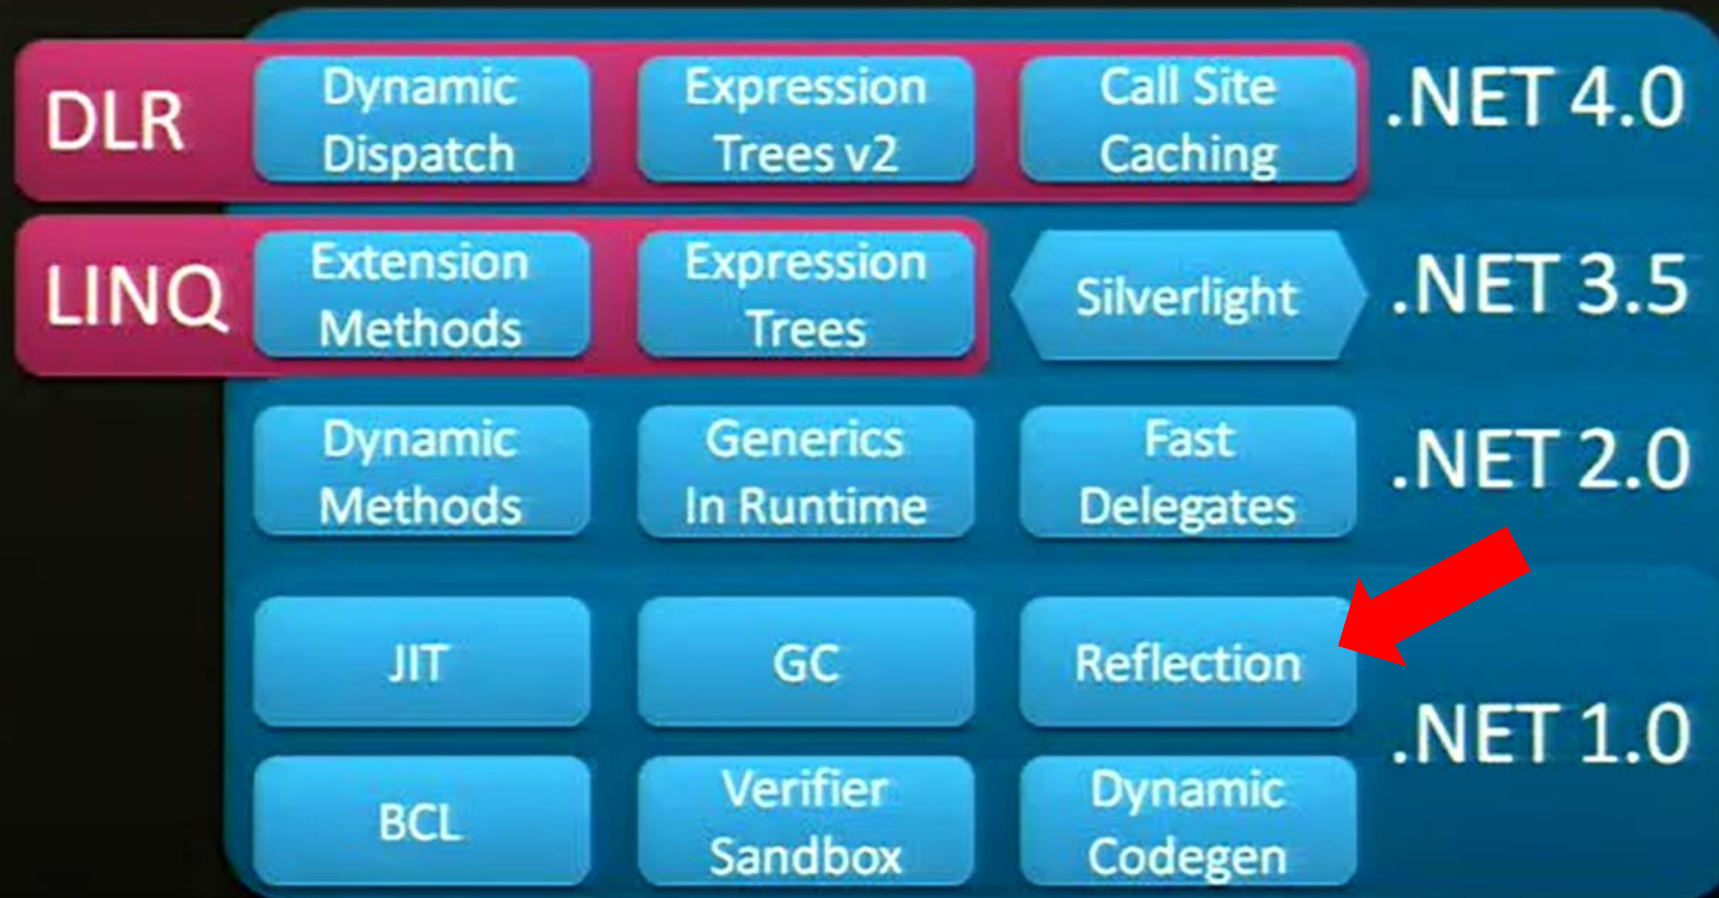 DLR
Dynamic
Dispatch
Expression
Trees v2
Call Site
Caching
.NET 4.0
LINQ
Extension
Methods
Expression
Trees
Silverlight
.NET 3.5
Dynamic
Methods
Generics
In Runtime
Fast
Delegates
.NET 2.0
JIT
GC
Reflection
.NET 1.0
BCL
Verifier
Sandbox
Dynamic
Codegen